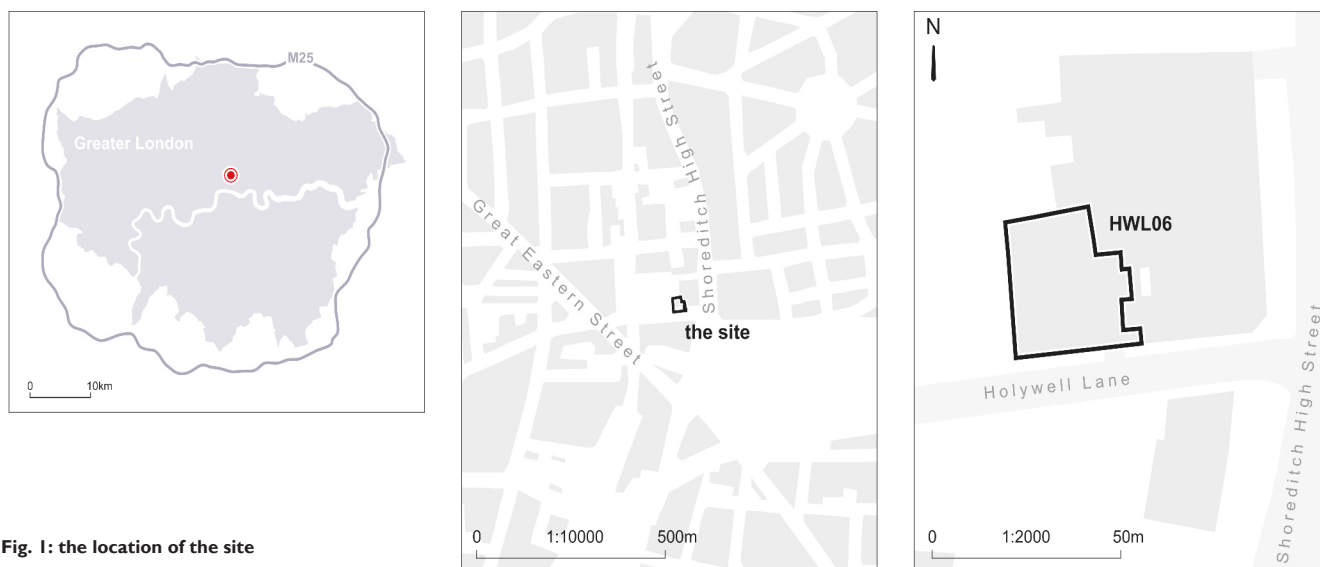 M25
Greater London
0 10km
Shoreditch High Street
Great Eastern Street
the site
0 1:10000 500m
N
HWL06
Holywell Lane
Shoreditch High Street
0 1:2000 50m
Fig. 1: the location of the site